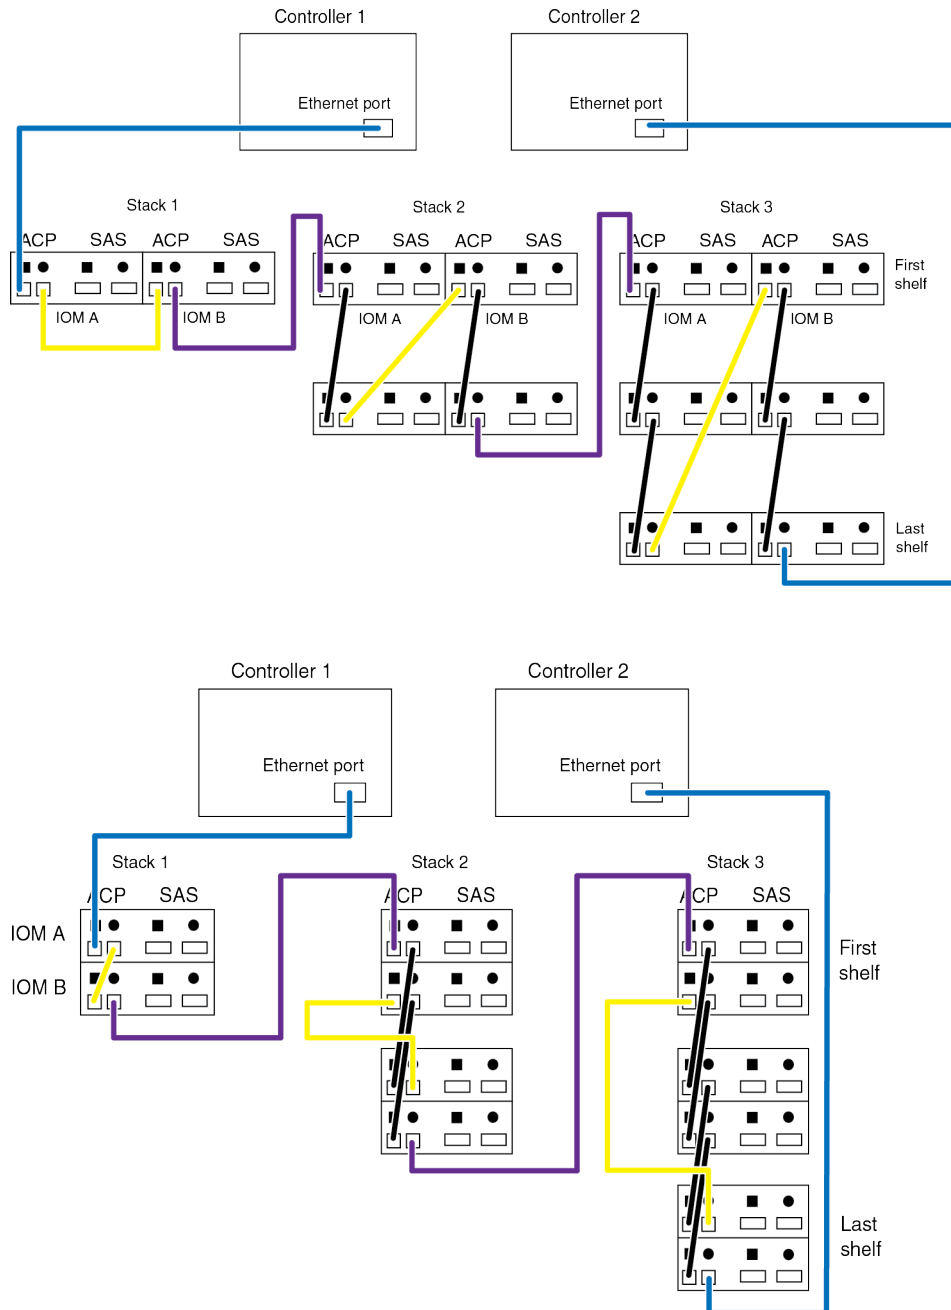 Controller 1
Controller 2
Ethernet port
Ethernet port
Stack 1
Stack 2
Stack 3
ACP SAS ACP SAS
ACP SAS ACP SAS
ACP SAS ACP SAS
First
shelf
IOM A
IOM B
IOM A
IOM B
IOM A
IOM B
Last
shelf
Controller 1
Controller 2
Ethernet port
Ethernet port
Stack 1
Stack 2
Stack 3
ACP SAS
ACP SAS
ACP SAS
IOM A
IOM B
First
shelf
Last
shelf